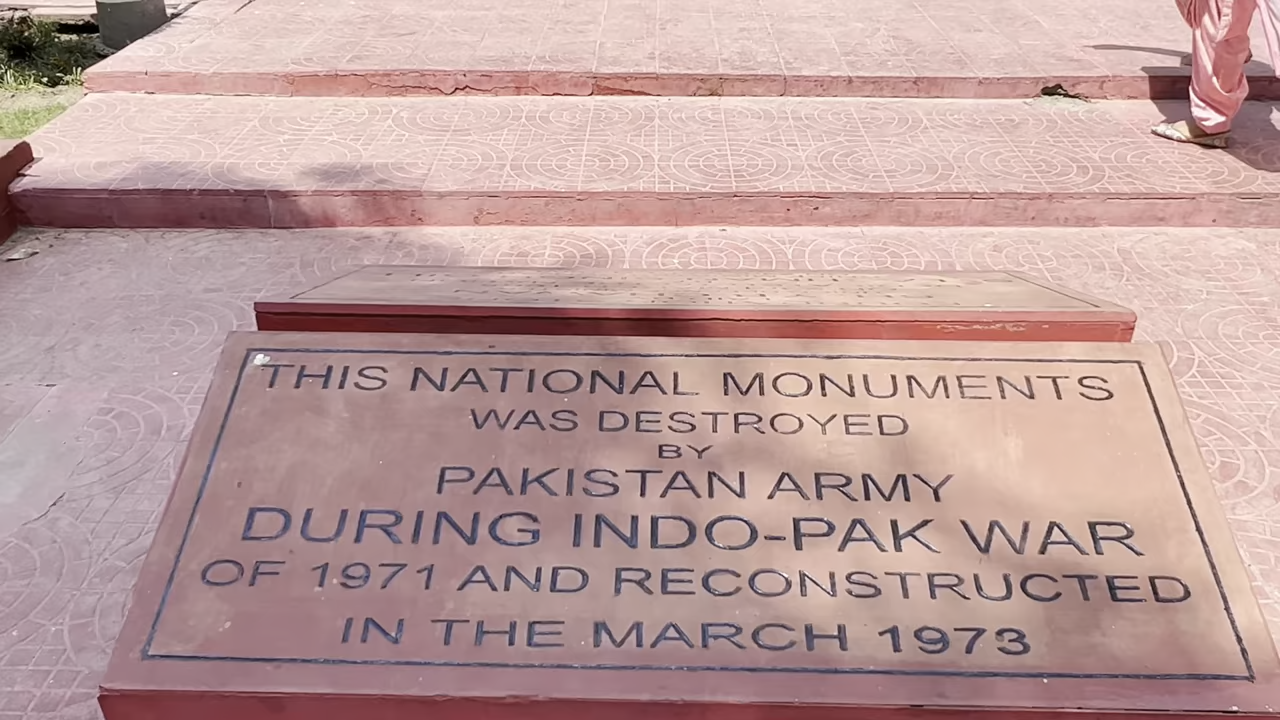 THIS NATIONAL MONUMENTS
WAS DESTROYED
BY
PAKISTAN ARMY
DURING INDO-PAK WAR
OF 1971 AND RECONSTRUCTED
IN THE MARCH 1973